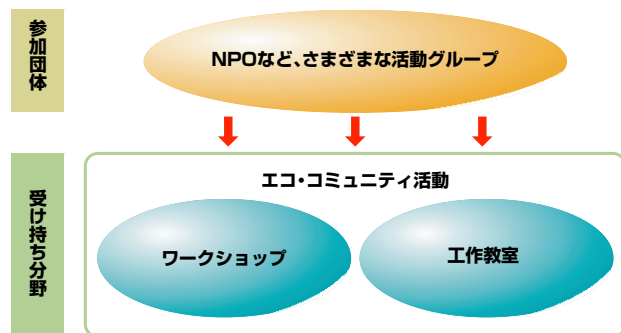 参加団体
NPOなど、さまざまな活動グループ
受け持ち分野
エコ・コミュニティ活動
ワークショップ
工作教室